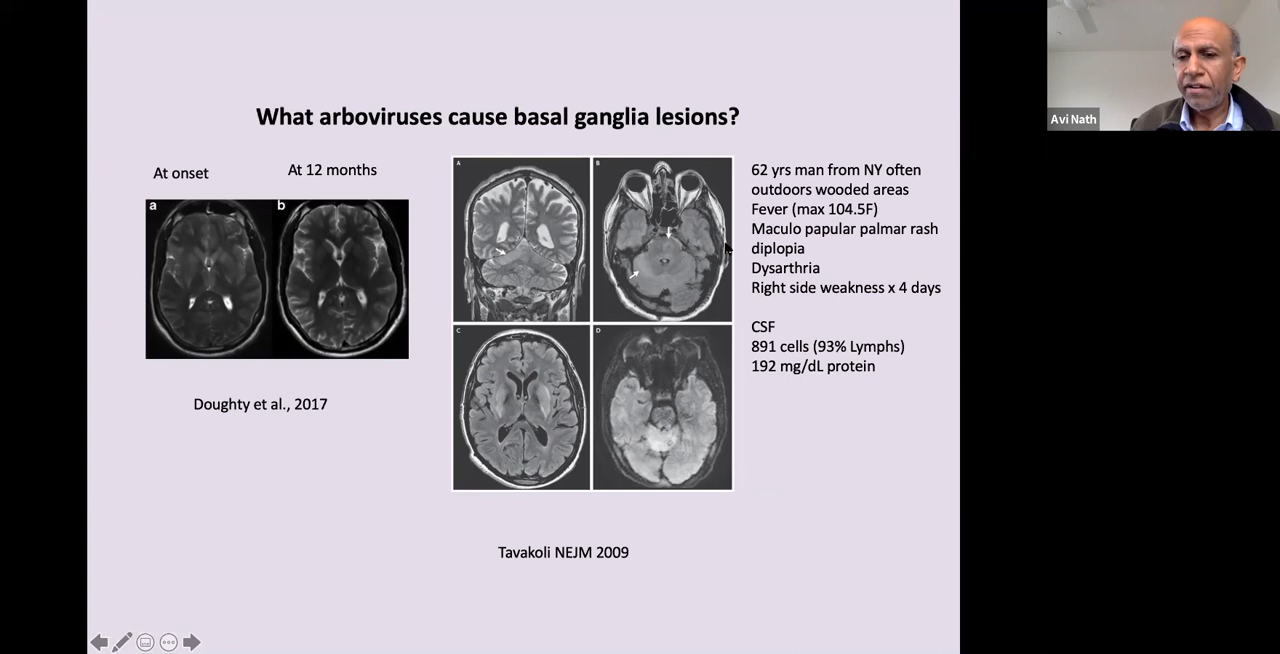 What arboviruses cause basal ganglia lesions?
At onset
At 12 months
a
b
Doughty et al., 2017
A
B
C
D
Tavakoli NEJM 2009
62 yrs man from NY often
outdoors wooded areas
Fever (max 104.5F)
Maculo papular palmar rash
diplopia
Dysarthria
Right side weakness x 4 days
CSF
891 cells (93% Lymphs)
192 mg/dL protein
Avi Nath